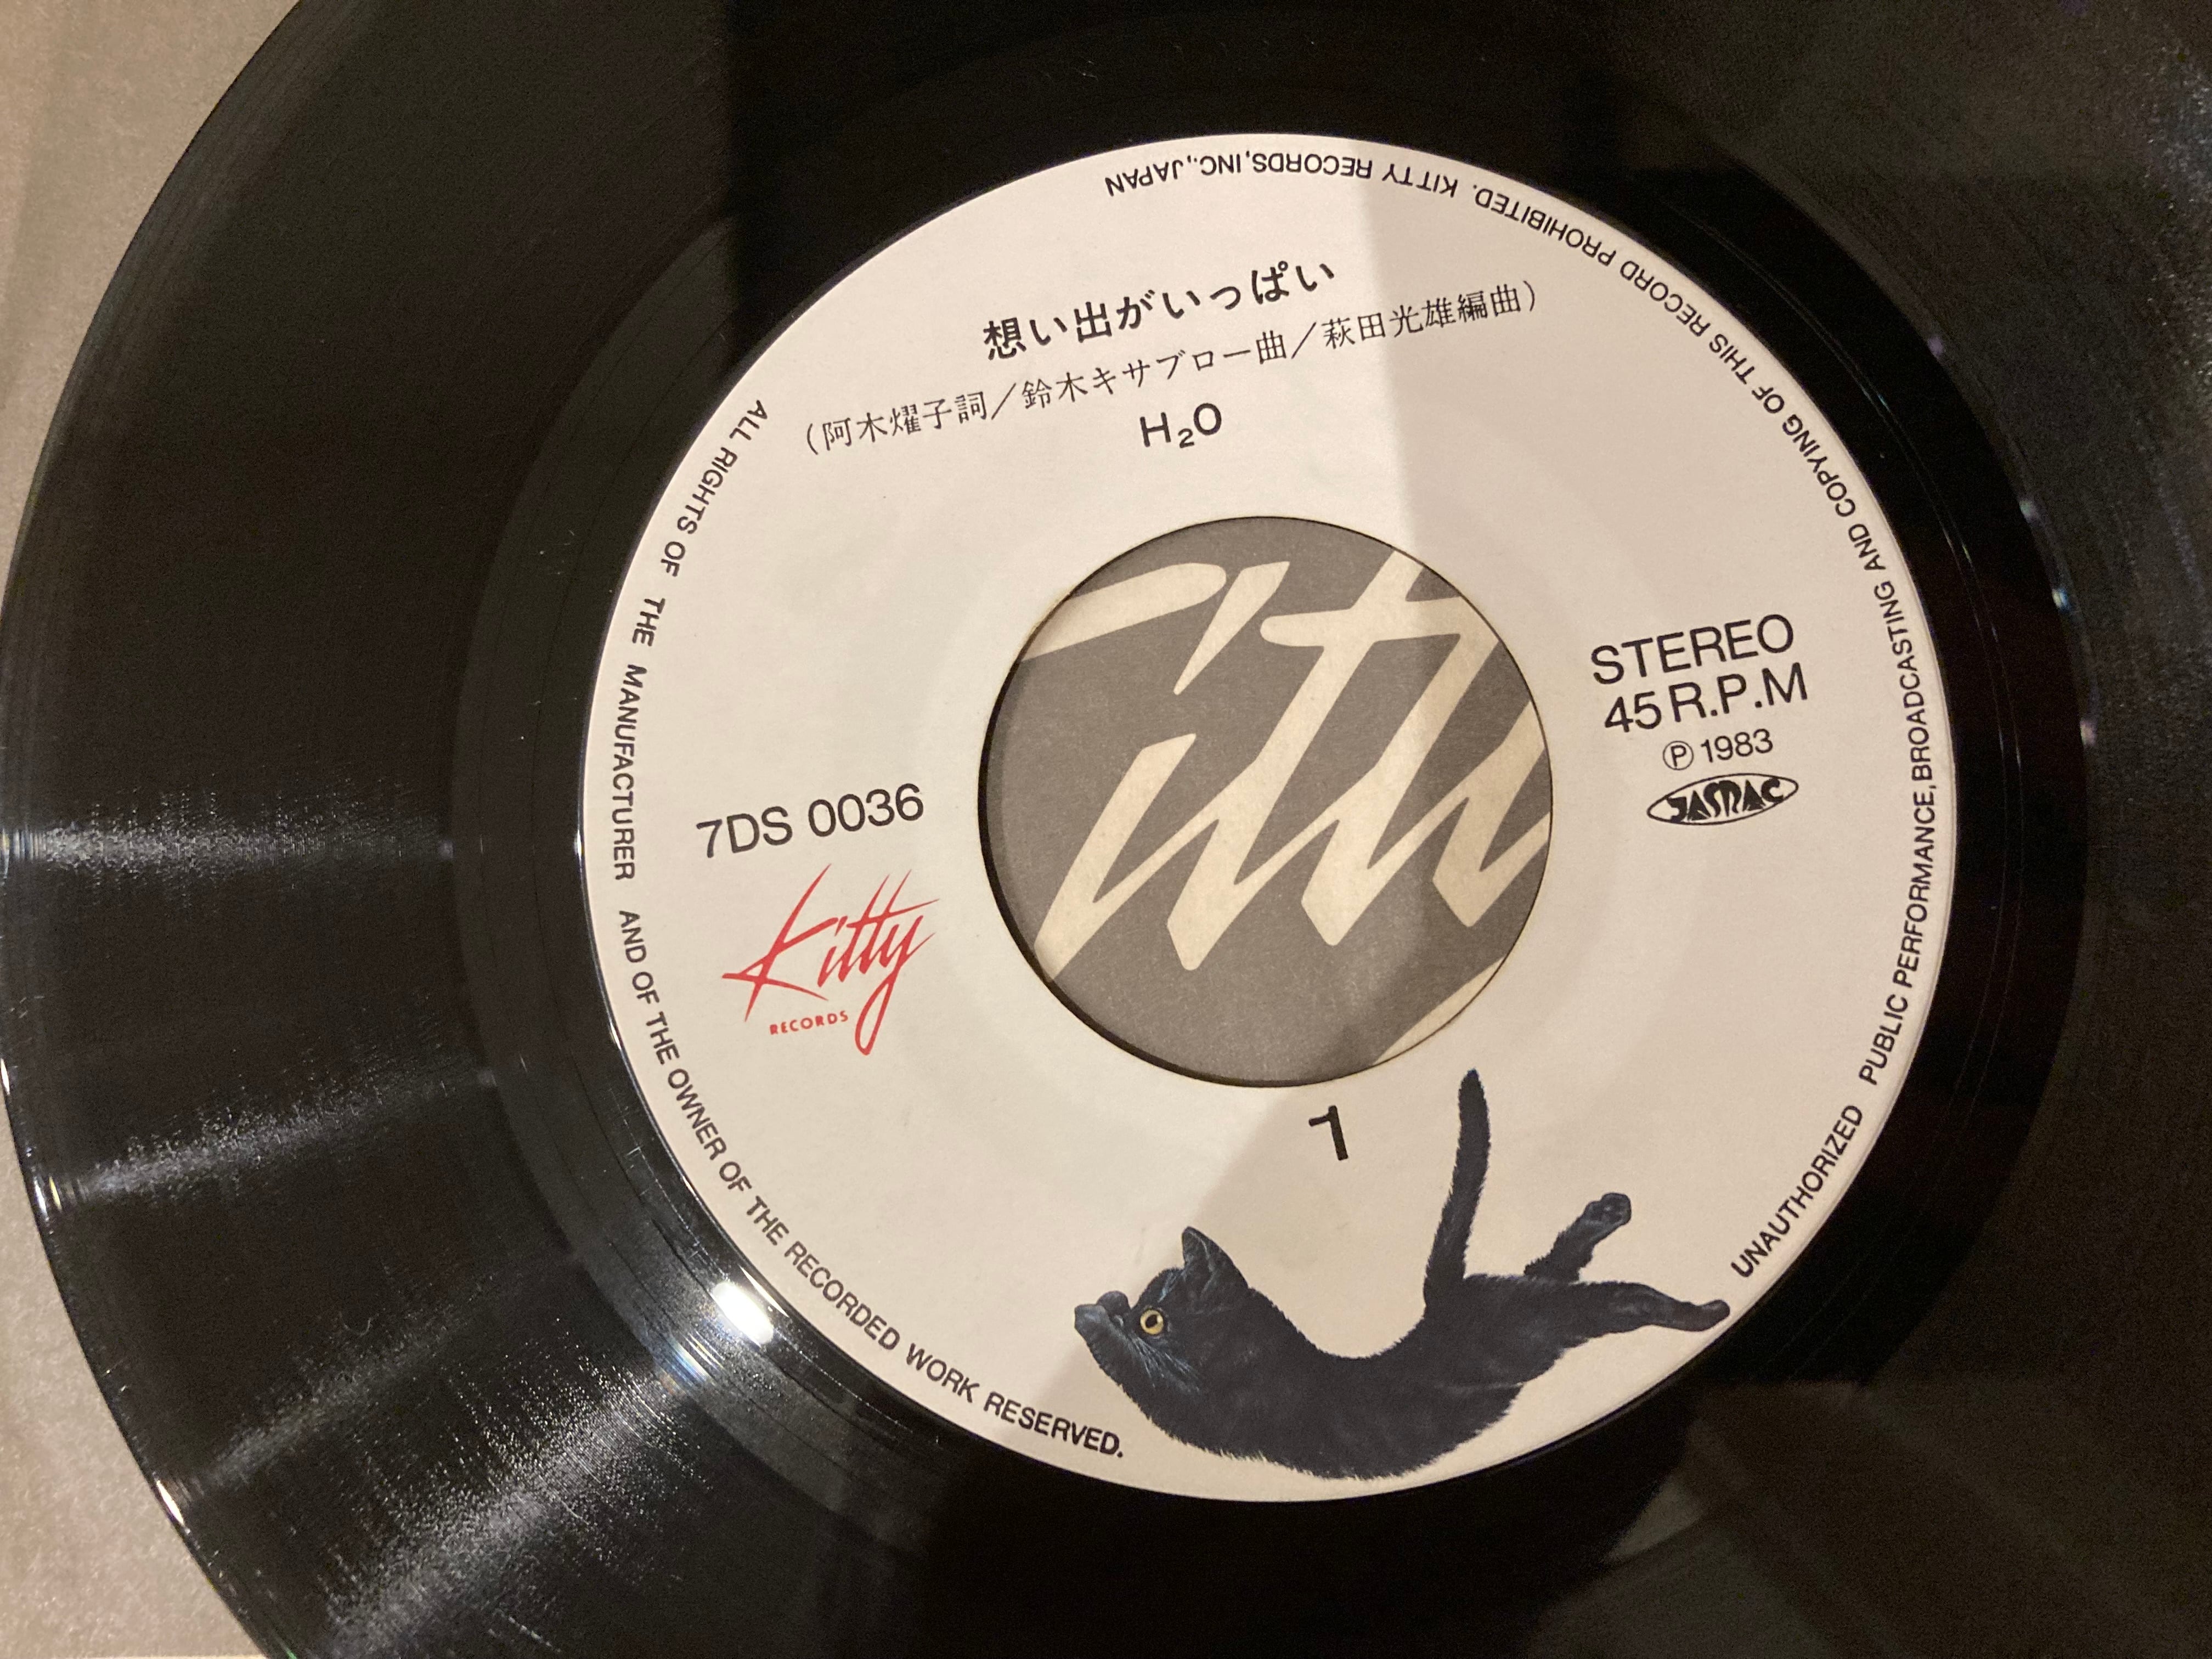 想い出がいっぱい
（阿木燿子詞／鈴木キサブロー曲／萩田光雄編曲）
H₂O
STEREO
45 R.P.M
Ⓟ 1983
JASRAC
7DS 0036
Kitty
RECORDS
1
ALL RIGHTS OF THE MANUFACTURER AND OF THE OWNER OF THE RECORDED WORK RESERVED.
UNAUTHORIZED PUBLIC PERFORMANCE, BROADCASTING AND COPYING OF THIS RECORD PROHIBITED. KITTY RECORDS, INC., JAPAN